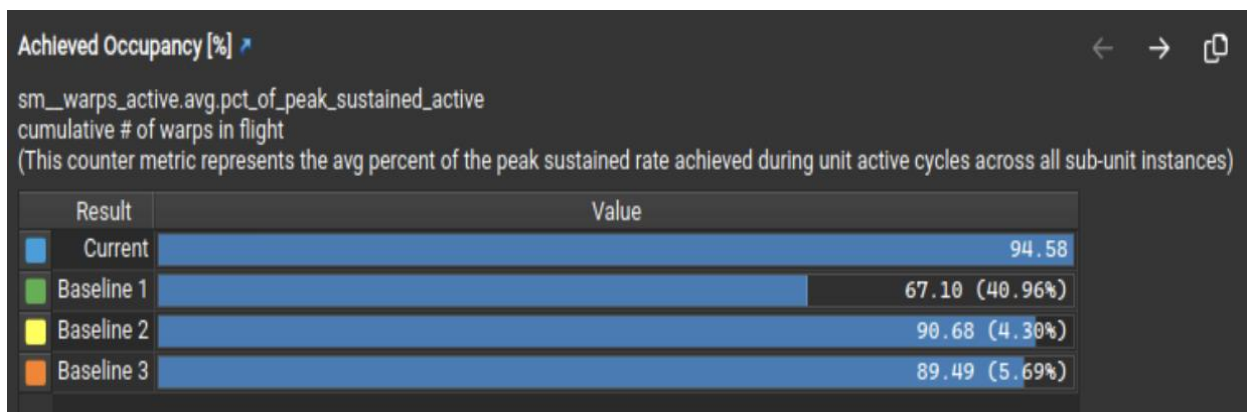 Achieved Occupancy [%]
sm__warps_active.avg.pct_of_peak_sustained_active
cumulative # of warps in flight
(This counter metric represents the avg percent of the peak sustained rate achieved during unit active cycles across all sub-unit instances)
Result Value
Current 94.58
Baseline 1 67.10 (40.96%)
Baseline 2 90.68 (4.30%)
Baseline 3 89.49 (5.69%)